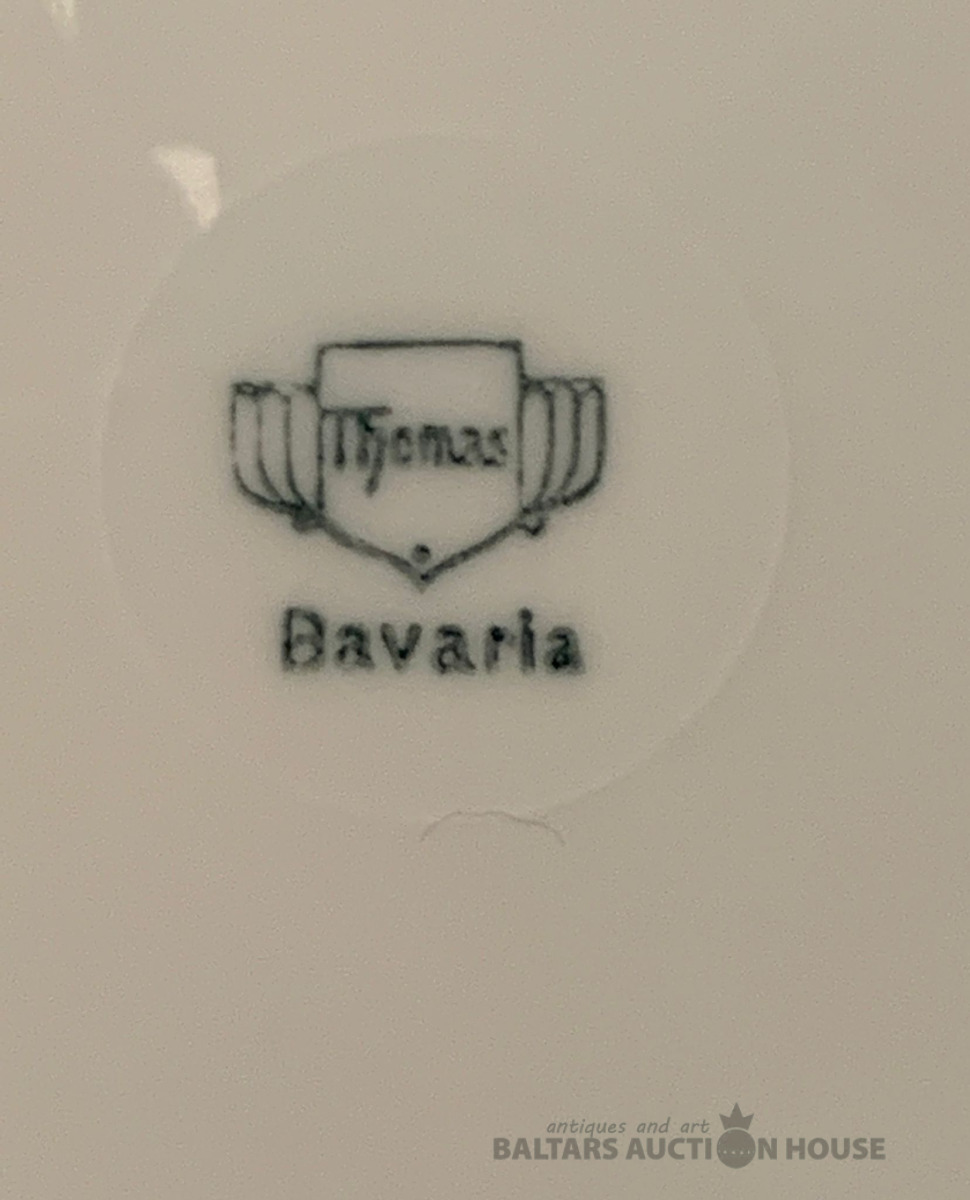 Thomas
Bavaria
antiques and art
BALTARS AUCTION HOUSE